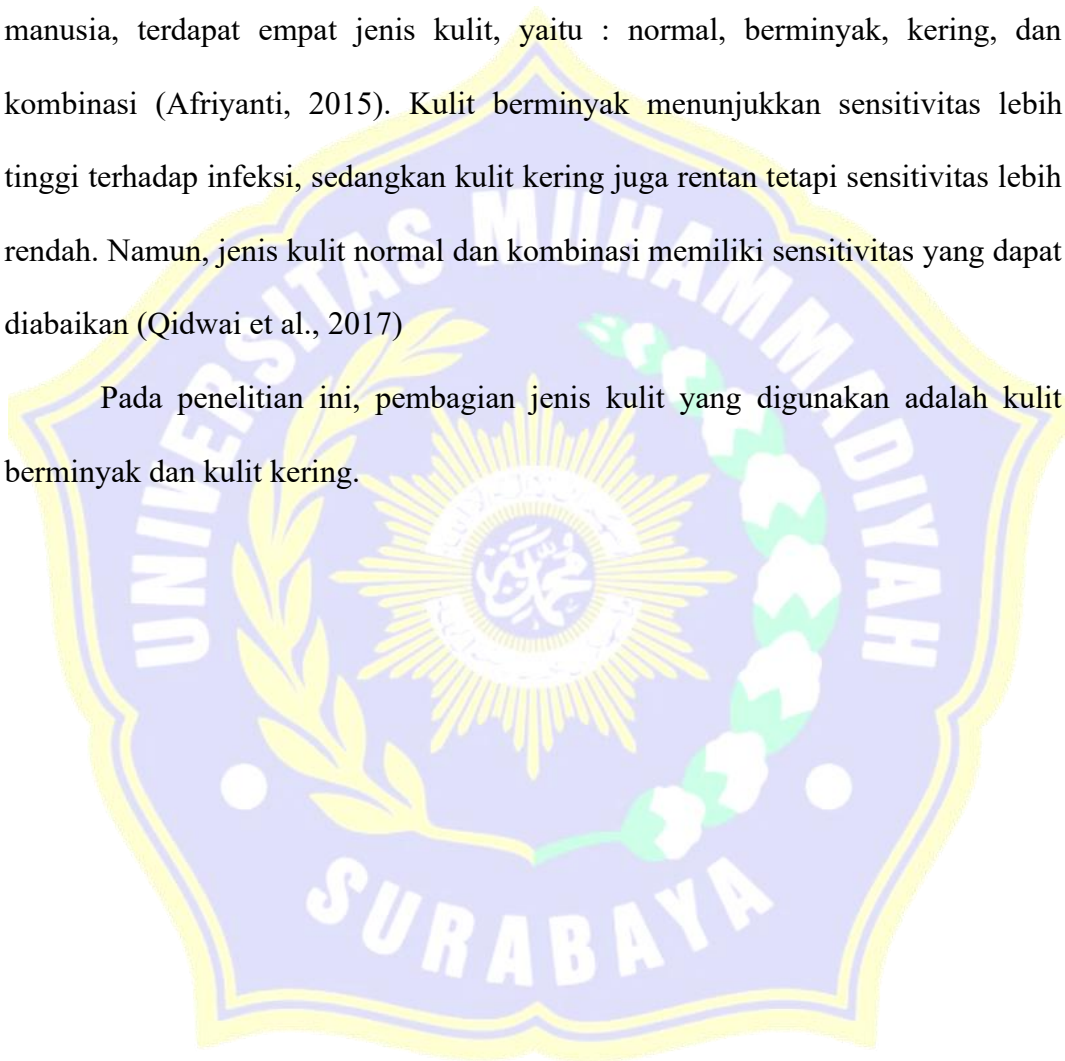 manusia, terdapat empat jenis kulit, yaitu : normal, berminyak, kering, dan
kombinasi (Afriyanti, 2015). Kulit berminyak menunjukkan sensitivitas lebih
tinggi terhadap infeksi, sedangkan kulit kering juga rentan tetapi sensitivitas lebih
rendah. Namun, jenis kulit normal dan kombinasi memiliki sensitivitas yang dapat
diabaikan (Qidwai et al., 2017)
Pada penelitian ini, pembagian jenis kulit yang digunakan adalah kulit
berminyak dan kulit kering.
UNIVERSITAS MUHAMMADIYAH
SURABAYA